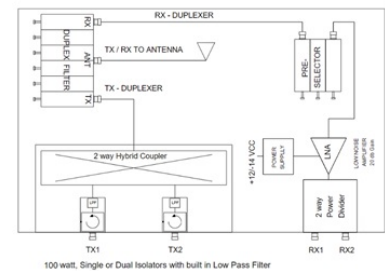 RX - DUPLEXER
RX
DUPLEX FILTER
ANT
TX
TX / RX TO ANTENNA
TX - DUPLEXER
PRE-
SELECTOR
2 way Hybrid Coupler
LPF
LPF
+12/-14 VCC
POWER
SUPPLY
LNA
LOW NOISE
AMPLIFIER
20 db Gain
2 way
Power
Divider
TX1
TX2
RX1
RX2
100 watt, Single or Dual Isolators with built in Low Pass Filter